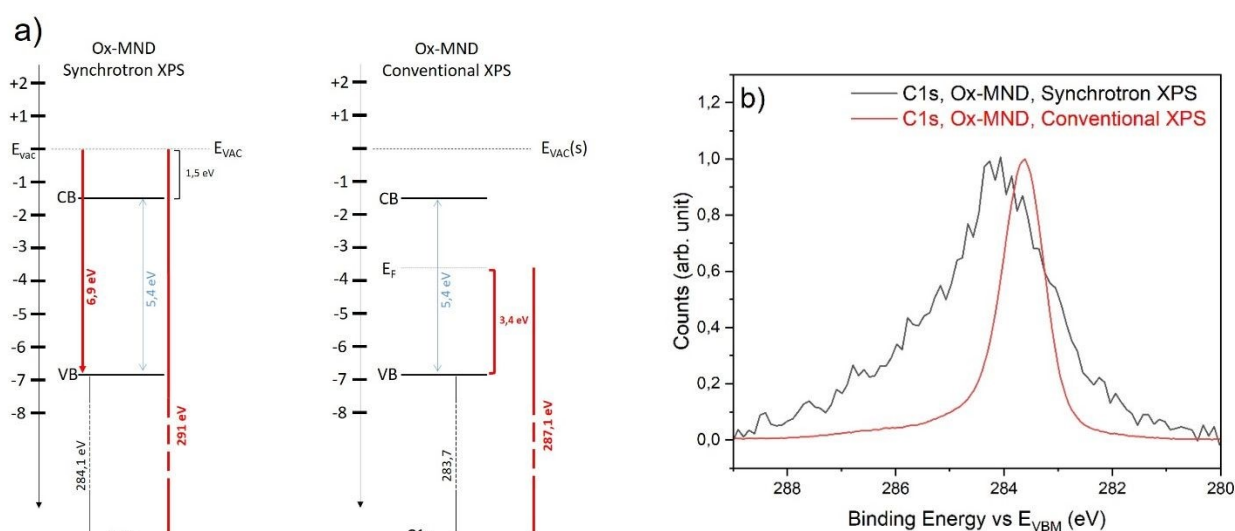 a)
Ox-MND
Synchrotron XPS
+2
+1
Evac
-1
-2
-3
-4
-5
-6
-7
-8
EVAC
1,5 eV
CB
6,9 eV
5,4 eV
VB
284,1 eV
291 eV
Ox-MND
Conventional XPS
+2
+1
-1
-2
-3
-4
-5
-6
-7
-8
EVAC(s)
CB
EF
5,4 eV
3,4 eV
VB
283,7
287,1 eV
b)
C1s, Ox-MND, Synchrotron XPS
C1s, Ox-MND, Conventional XPS
Counts (arb. unit)
1,2
1,0
0,8
0,6
0,4
0,2
0,0
288 286 284 282 280
Binding Energy vs EVBM (eV)